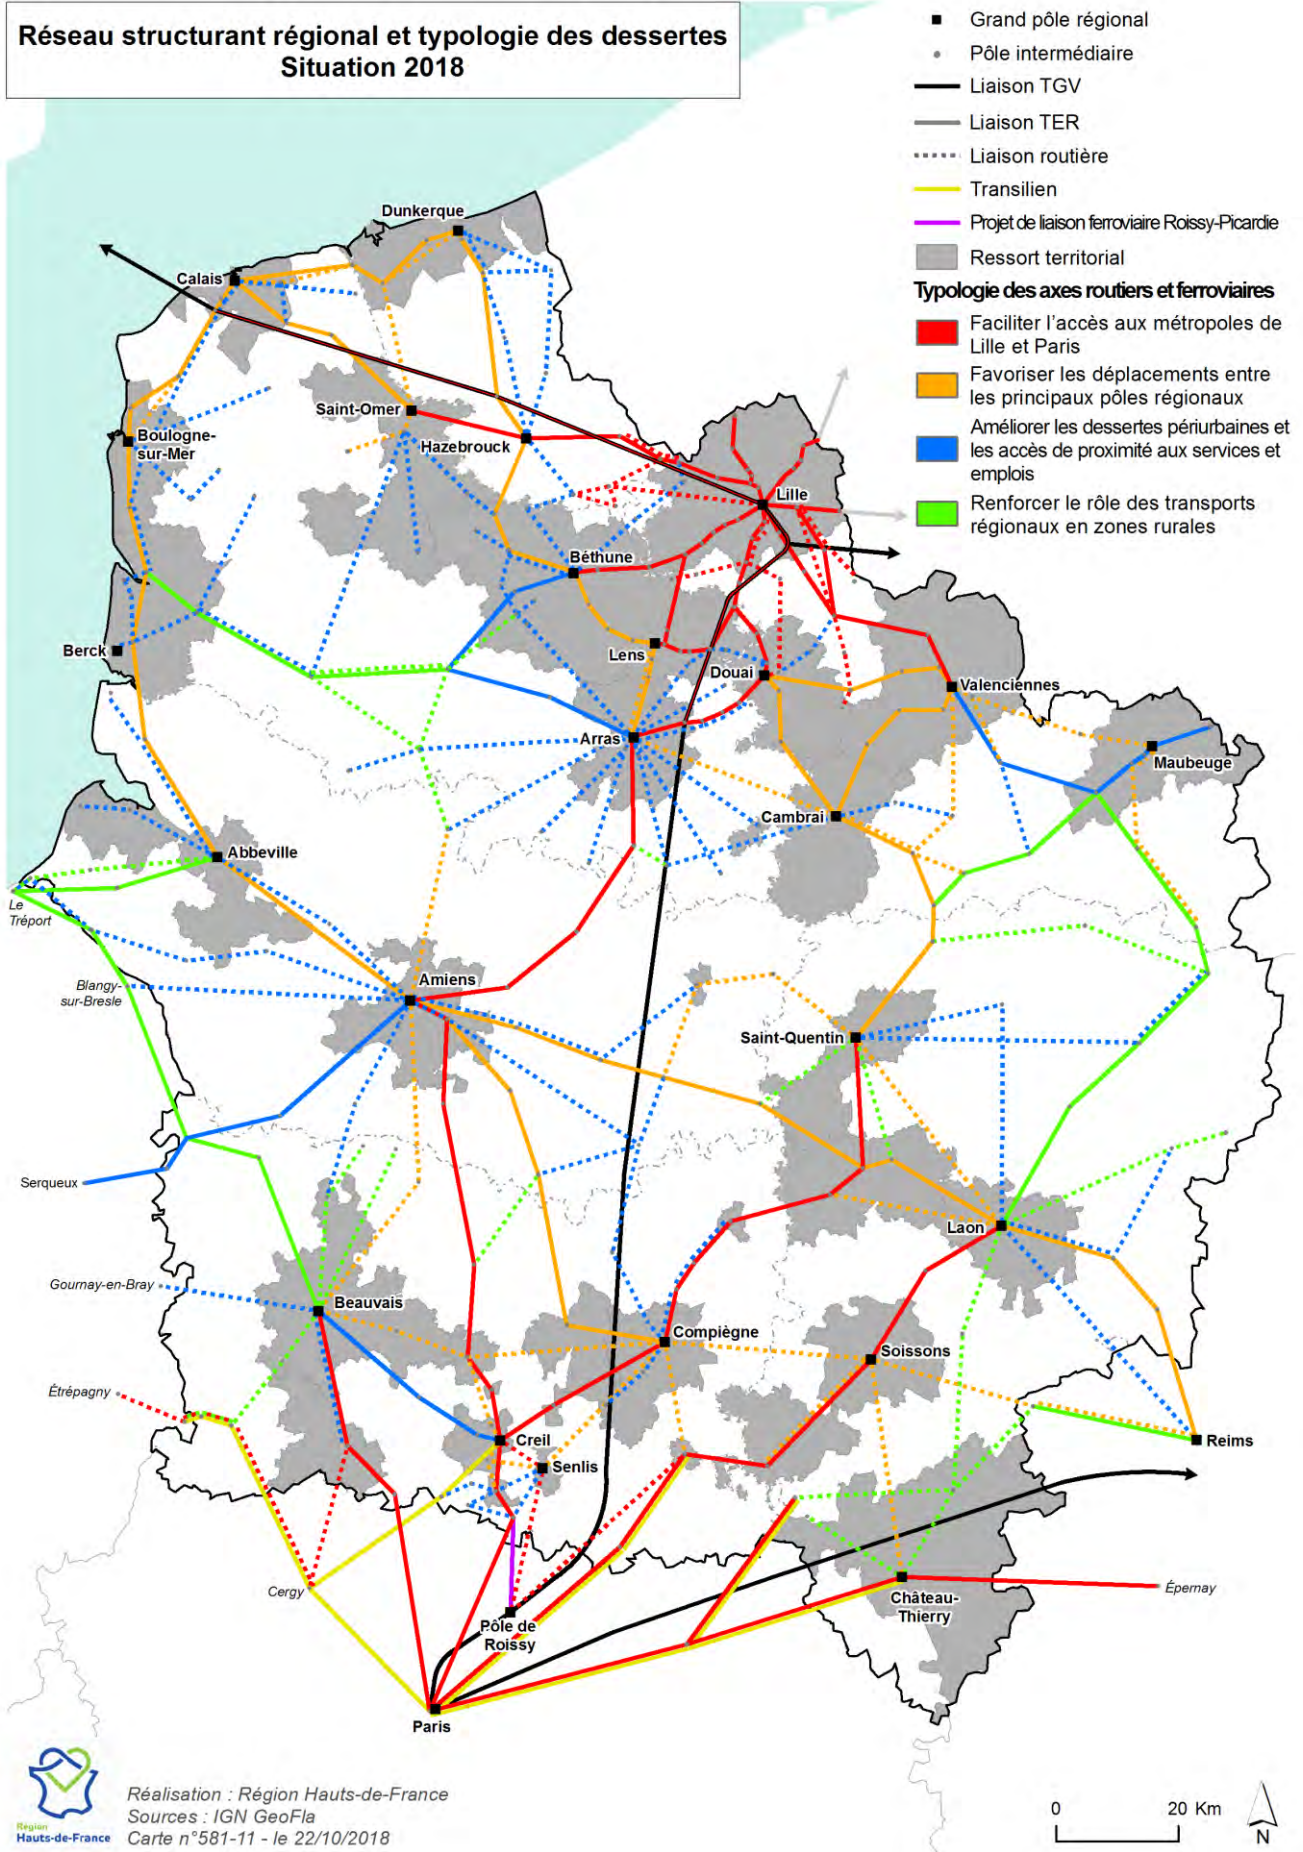 Réseau structurant régional et typologie des dessertes
Situation 2018
Grand pôle régional
Pôle intermédiaire
Liaison TGV
Liaison TER
Liaison routière
Transilien
Projet de liaison ferroviaire Roissy-Picardie
Ressort territorial
Typologie des axes routiers et ferroviaires
Faciliter l'accès aux métropoles de
Lille et Paris
Favoriser les déplacements entre
les principaux pôles régionaux
Améliorer les dessertes périurbaines et
les accès de proximité aux services et
emplois
Renforcer le rôle des transports
régionaux en zones rurales
Dunkerque
Calais
Saint-Omer
Boulogne-
sur-Mer
Hazebrouck
Lille
Béthune
Berck
Lens
Douai
Valenciennes
Arras
Maubeuge
Cambrai
Abbeville
Le
Tréport
Amiens
Blangy-
sur-Bresle
Saint-Quentin
Serqueux
Laon
Gournay-en-Bray
Beauvais
Compiègne
Soissons
Étrépagny
Creil
Reims
Senlis
Cergy
Château-
Thierry
Épernay
Pôle de
Roissy
Paris
Région
Hauts-de-France
Réalisation : Région Hauts-de-France
Sources : IGN GeoFla
Carte n°581-11 - le 22/10/2018
0 20 Km
N